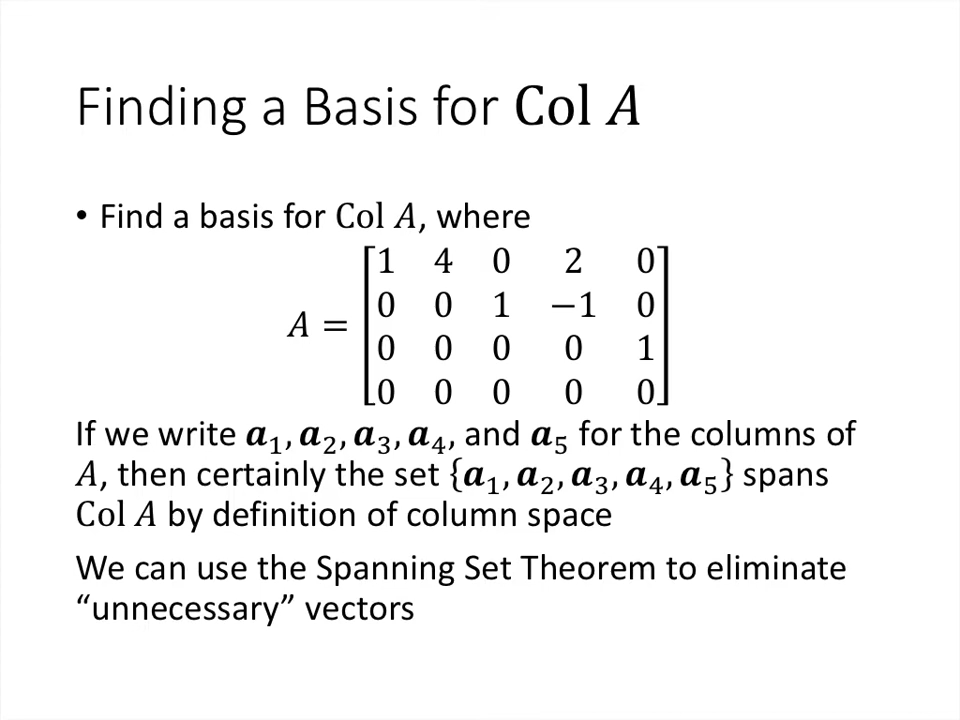 Finding a Basis for Col A
• Find a basis for Col A, where
A = [1 4 0 2 0
0 0 1 −1 0
0 0 0 0 1
0 0 0 0 0]
If we write a₁, a₂, a₃, a₄, and a₅ for the columns of
A, then certainly the set {a₁, a₂, a₃, a₄, a₅} spans
Col A by definition of column space
We can use the Spanning Set Theorem to eliminate
“unnecessary” vectors